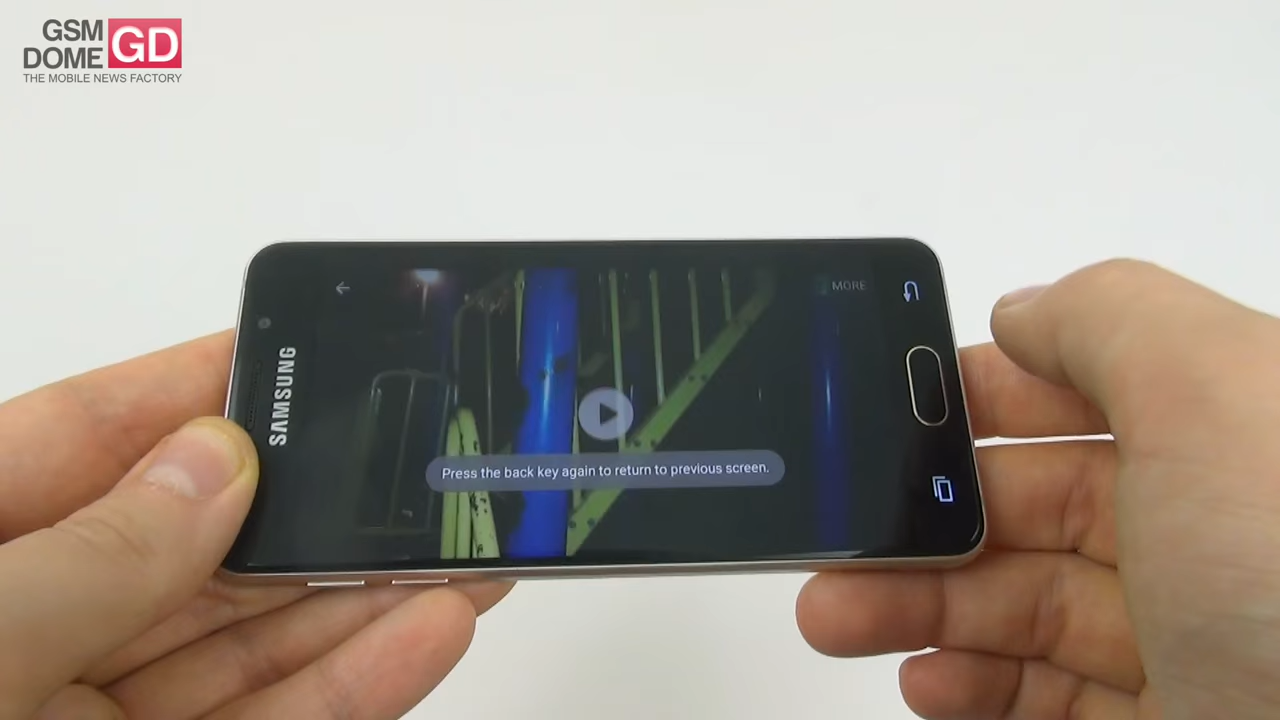 GSM
DOME GD
THE MOBILE NEWS FACTORY
MORE
SAMSUNG
Press the back key again to return to previous screen.